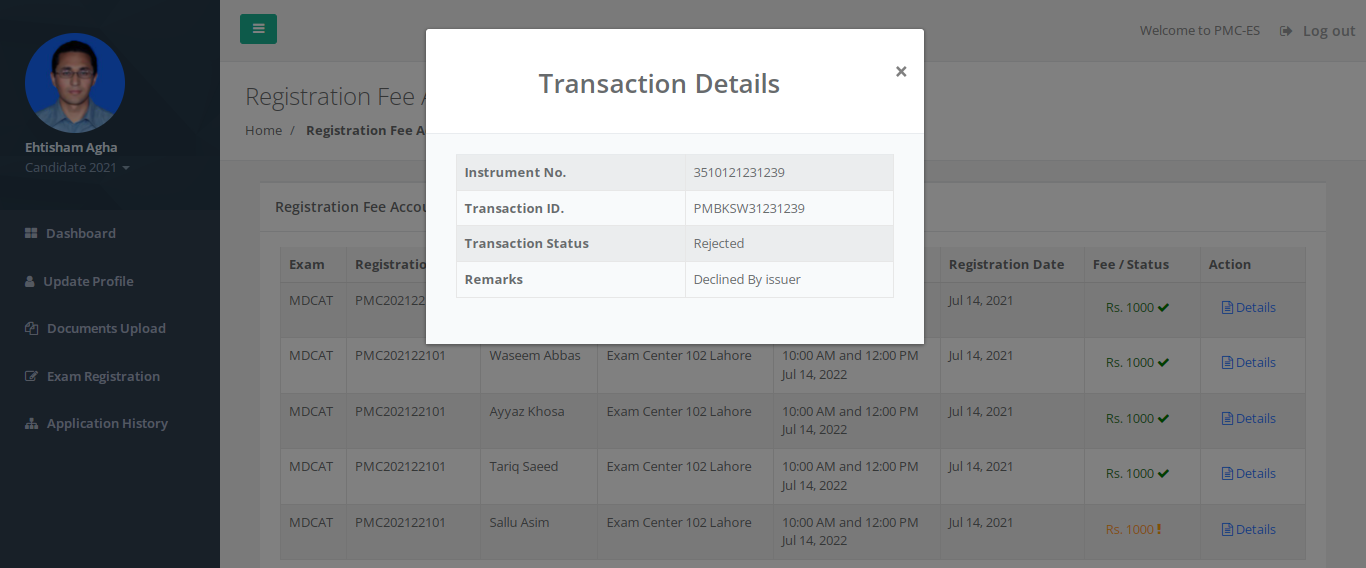 Welcome to PMC-ES Log out
Ehtisham Agha
Candidate 2021
Dashboard
Update Profile
Documents Upload
Exam Registration
Application History
Registration Fee A
Home / Registration Fee A
Transaction Details ×
Instrument No. 3510121231239
Transaction ID. PMBKSW31231239
Transaction Status Rejected
Remarks Declined By issuer
Registration Fee Accou
Exam Registratio Registration Date Fee / Status Action
MDCAT PMC202122 Jul 14, 2021 Rs. 1000 Details
MDCAT PMC202122101 Waseem Abbas Exam Center 102 Lahore 10:00 AM and 12:00 PM Jul 14, 2021 Rs. 1000 Details
Jul 14, 2022
MDCAT PMC202122101 Ayyaz Khosa Exam Center 102 Lahore 10:00 AM and 12:00 PM Jul 14, 2021 Rs. 1000 Details
Jul 14, 2022
MDCAT PMC202122101 Tariq Saeed Exam Center 102 Lahore 10:00 AM and 12:00 PM Jul 14, 2021 Rs. 1000 Details
Jul 14, 2022
MDCAT PMC202122101 Sallu Asim Exam Center 102 Lahore 10:00 AM and 12:00 PM Jul 14, 2021 Rs. 1000 Details
Jul 14, 2022